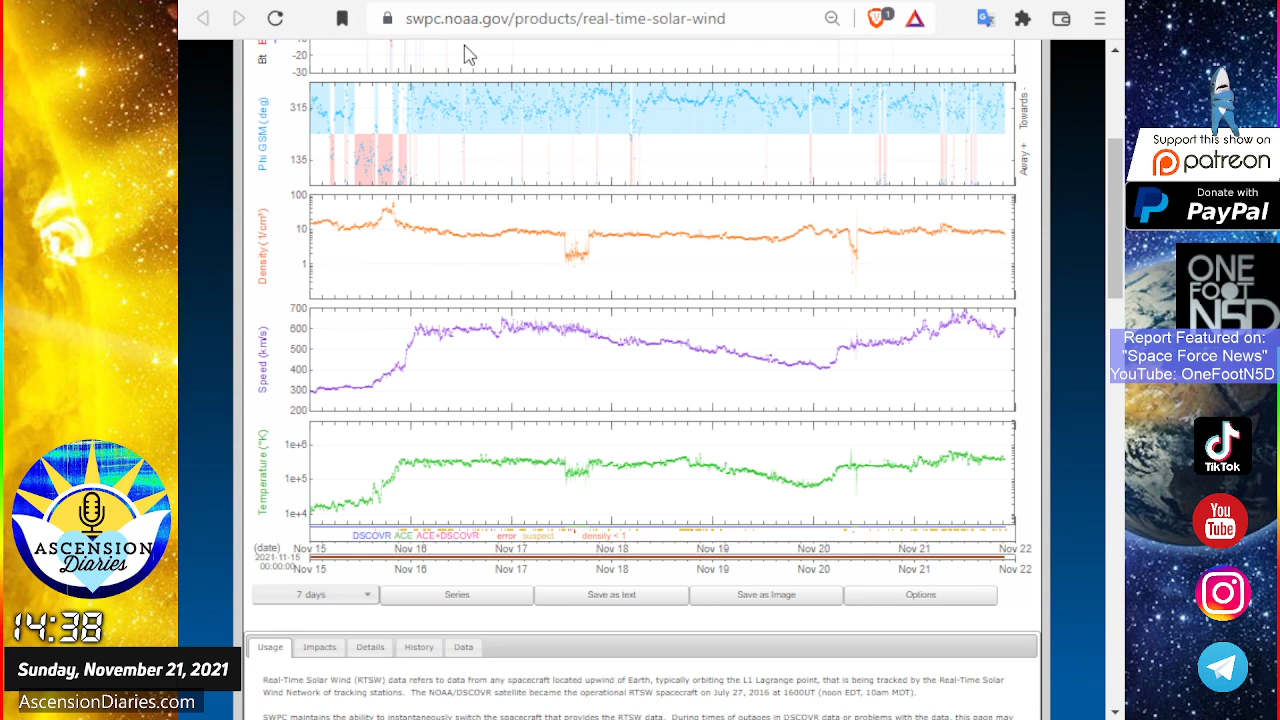 swpc.noaa.gov/products/real-time-solar-wind
1
Bt
-20
-30
Phi GSM (deg)
315
135
Towards -
Away +
Density (1/cm³)
100
10
1
Speed (km/s)
700
600
500
400
300
200
Temperature (°K)
1e+6
1e+5
1e+4
DSCOVR ACE ACE+DSCOVR error suspect density < 1
(date) Nov 15 Nov 16 Nov 17 Nov 18 Nov 19 Nov 20 Nov 21 Nov 22
2021-11-15
00:00:00
Nov 15 Nov 16 Nov 17 Nov 18 Nov 19 Nov 20 Nov 21 Nov 22
7 days Series Save as text Save as Image Options
Usage Impacts Details History Data
Real-Time Solar Wind (RTSW) data refers to data from any spacecraft located upwind of Earth, typically orbiting the L1 Lagrange point, that is being tracked by the Real-Time Solar
Wind Network of tracking stations. The NOAA/DSCOVR satellite became the operational RTSW spacecraft on July 27, 2016 at 1600UT (noon EDT, 10am MDT).
SWPC maintains the ability to instantaneously switch the spacecraft that provides the RTSW data. During times of outages in DSCOVR data or problems with the data, this page may
ASCENSION
Diaries
14:38
Sunday, November 21, 2021
AscensionDiaries.com
Support this show on
patreon
Donate with
PayPal
ONE
FOOT
N5D
Report Featured on:
"Space Force News"
YouTube: OneFootN5D
TikTok
You
Tube